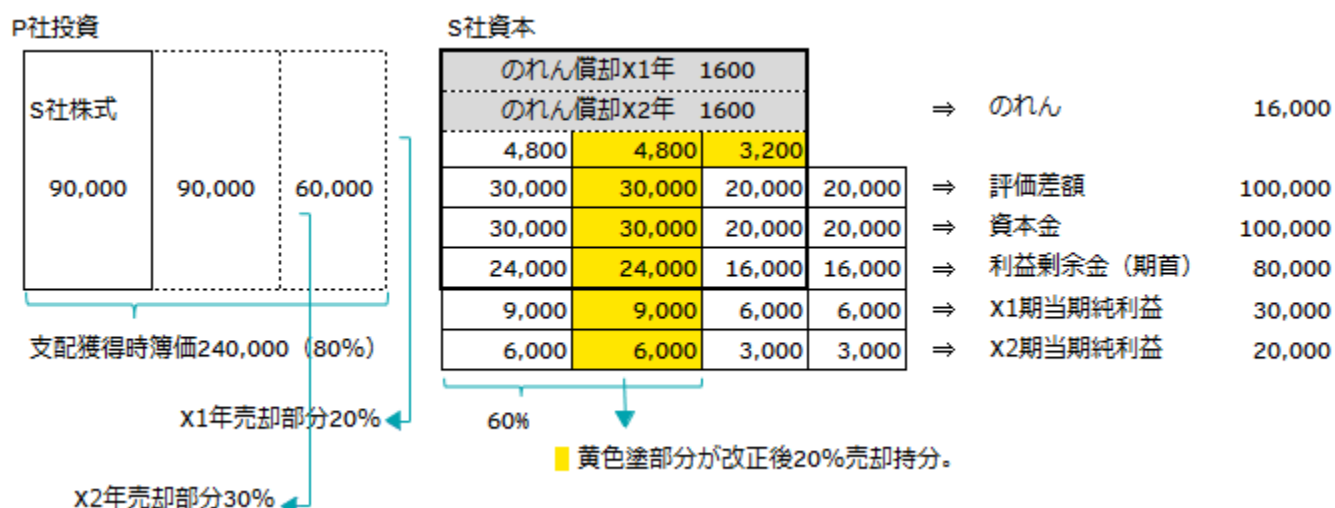 P社投資
S社資本
のれん償却X1年 1600
S社株式
のれん償却X2年 1600 ⇒ のれん 16,000
4,800 4,800 3,200
90,000 90,000 60,000
30,000 30,000 20,000 20,000 ⇒ 評価差額 100,000
30,000 30,000 20,000 20,000 ⇒ 資本金 100,000
24,000 24,000 16,000 16,000 ⇒ 利益剰余金（期首） 80,000
9,000 9,000 6,000 6,000 ⇒ X1期当期純利益 30,000
支配獲得時簿価240,000（80%）
6,000 6,000 3,000 3,000 ⇒ X2期当期純利益 20,000
X1年売却部分20%
60%
黄色塗部分が改正後20%売却持分。
X2年売却部分30%